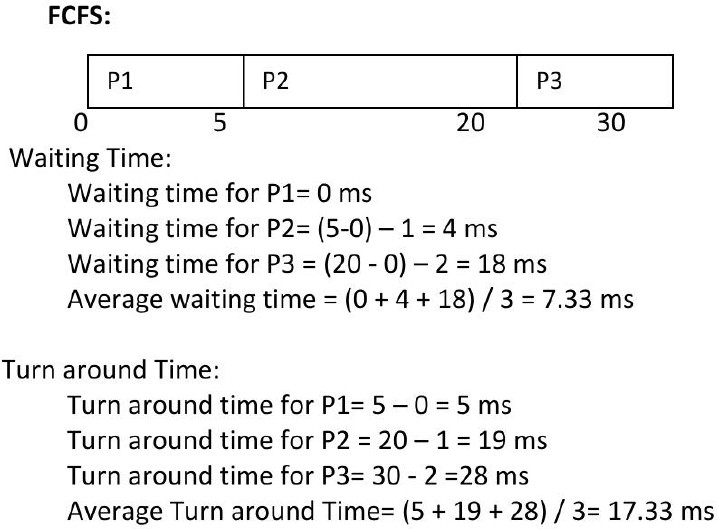 FCFS:
P1 P2 P3
0 5 20 30
Waiting Time:
Waiting time for P1= 0 ms
Waiting time for P2= (5-0) – 1 = 4 ms
Waiting time for P3 = (20 - 0) – 2 = 18 ms
Average waiting time = (0 + 4 + 18) / 3 = 7.33 ms
Turn around Time:
Turn around time for P1= 5 – 0 = 5 ms
Turn around time for P2 = 20 – 1 = 19 ms
Turn around time for P3= 30 - 2 =28 ms
Average Turn around Time= (5 + 19 + 28) / 3= 17.33 ms